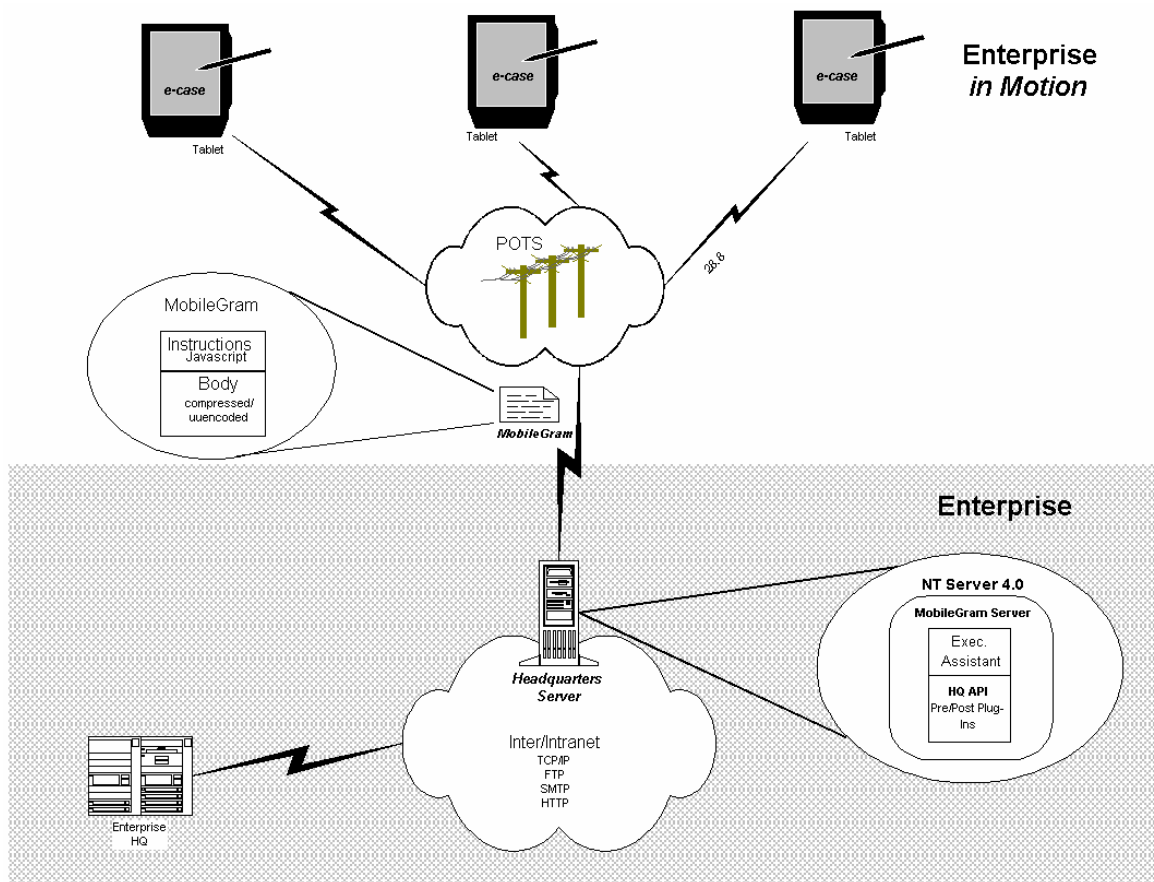 e-case
Tablet
e-case
Tablet
e-case
Tablet
Enterprise
in Motion
POTS
28.8
MobileGram
Instructions
Javascript
Body
compressed/
uuencoded
MobileGram
Enterprise
NT Server 4.0
MobileGram Server
Exec.
Assistant
HQ API
Pre/Post Plug-
Ins
Headquarters
Server
Inter/Intranet
TCP/IP
FTP
SMTP
HTTP
Enterprise
HQ